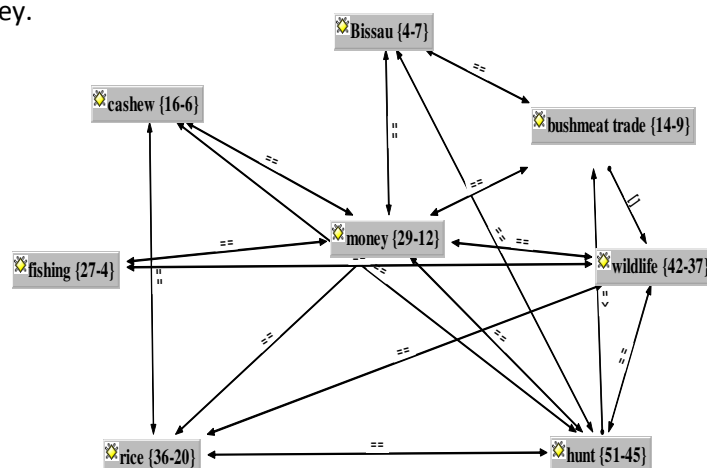 ey.
Bissau {4-7}
==
cashew {16-6}
==
bushmeat trade {14-9}
==
==
[]
money {29-12}
==
==
==
fishing {27-4}
==
wildlife {42-37}
==
==
==
==
==
rice {36-20}
==
hunt {51-45}